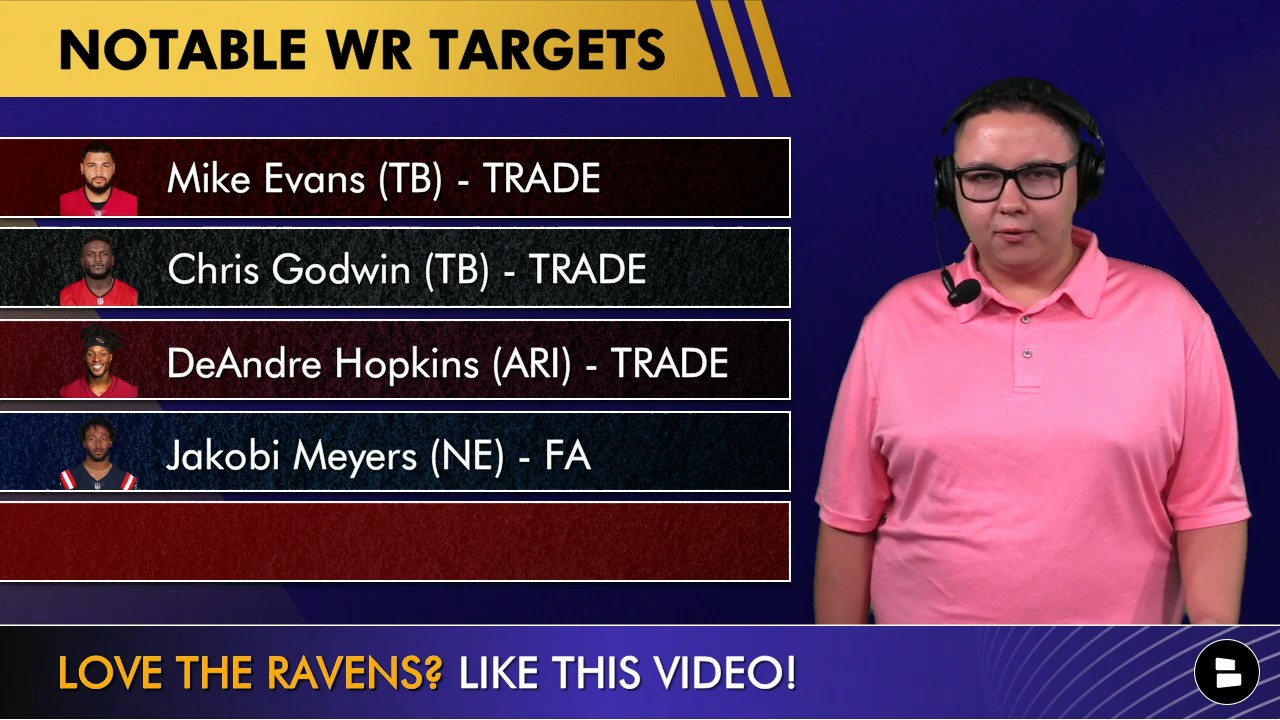 NOTABLE WR TARGETS
Mike Evans (TB) - TRADE
Chris Godwin (TB) - TRADE
DeAndre Hopkins (ARI) - TRADE
Jakobi Meyers (NE) - FA
LOVE THE RAVENS? LIKE THIS VIDEO!